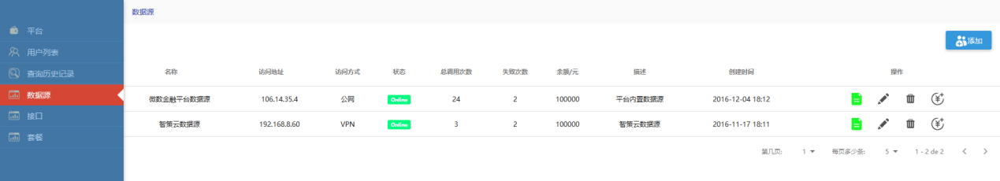 数据源
平台
用户列表
查询历史记录
数据源
接口
套餐
添加
名称 访问地址 访问方式 状态 总调用次数 失败次数 余额/元 描述 创建时间 操作
微数金融平台数据源 106.14.35.4 公网 Online 24 2 100000 平台内置数据源 2016-12-04 18:12
智策云数据源 192.168.8.60 VPN Online 3 2 100000 智策云数据源 2016-11-17 18:11
第几页: 1 每页多少条: 5 1 - 2 de 2